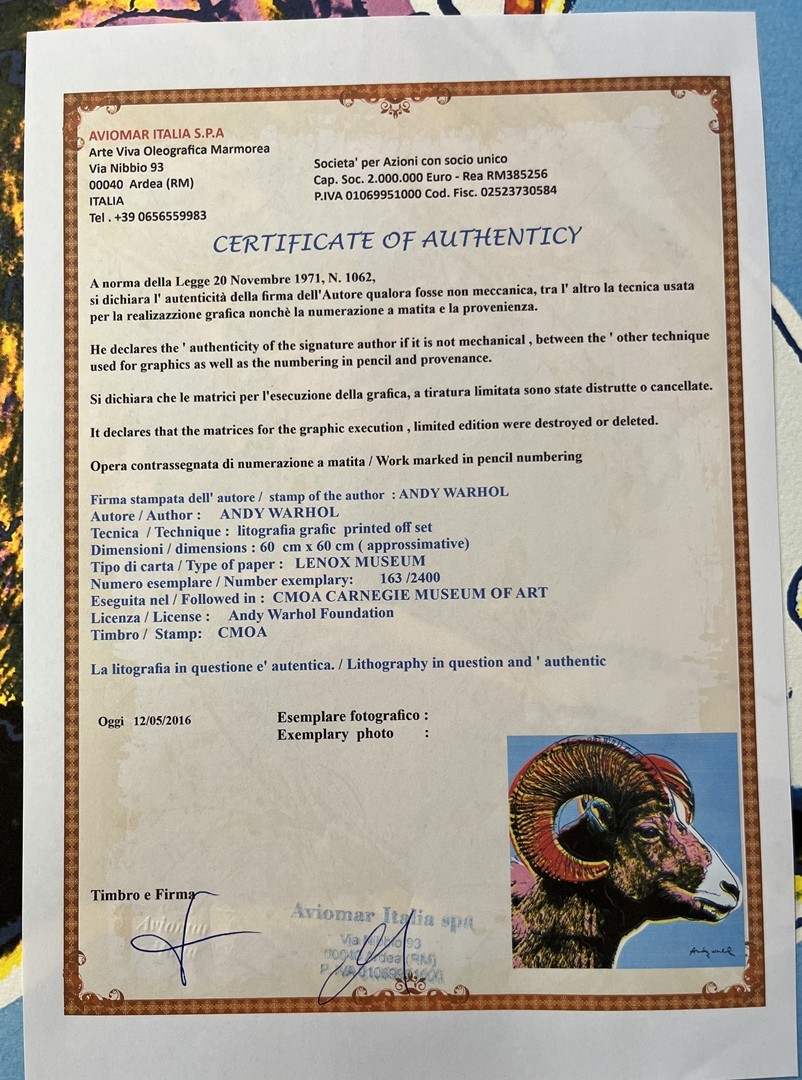 AVIOMAR ITALIA S.P.A
Arte Viva Oleografica Marmorea
Via Nibbio 93
00040 Ardea (RM)
ITALIA
Tel . +39 0656559983
Societa' per Azioni con socio unico
Cap. Soc. 2.000.000 Euro - Rea RM385256
P.IVA 01069951000 Cod. Fisc. 02523730584
CERTIFICATE OF AUTHENTICY
A norma della Legge 20 Novembre 1971, N. 1062,
si dichiara l' autenticità della firma dell'Autore qualora fosse non meccanica, tra l' altro la tecnica usata
per la realizazzione grafica nonchè la numerazione a matita e la provenienza.
He declares the ' authenticity of the signature author if it is not mechanical , between the ' other technique
used for graphics as well as the numbering in pencil and provenance.
Si dichiara che le matrici per l'esecuzione della grafica, a tiratura limitata sono state distrutte o cancellate.
It declares that the matrices for the graphic execution , limited edition were destroyed or deleted.
Opera contrassegnata di numerazione a matita / Work marked in pencil numbering
Firma stampata dell' autore / stamp of the author : ANDY WARHOL
Autore / Author : ANDY WARHOL
Tecnica / Technique : litografia grafic printed off set
Dimensioni / dimensions : 60 cm x 60 cm ( approssimative)
Tipo di carta / Type of paper : LENOX MUSEUM
Numero esemplare / Number exemplary: 163 /2400
Eseguita nel / Followed in : CMOA CARNEGIE MUSEUM OF ART
Licenza / License : Andy Warhol Foundation
Timbro / Stamp: CMOA
La litografia in questione e' autentica. / Lithography in question and ' authentic
Oggi 12/05/2016
Esemplare fotografico :
Exemplary photo :
Timbro e Firma
Aviomar Italia spa
Via Nibbio 93
00040 Ardea (RM)
P. IVA 01069951000